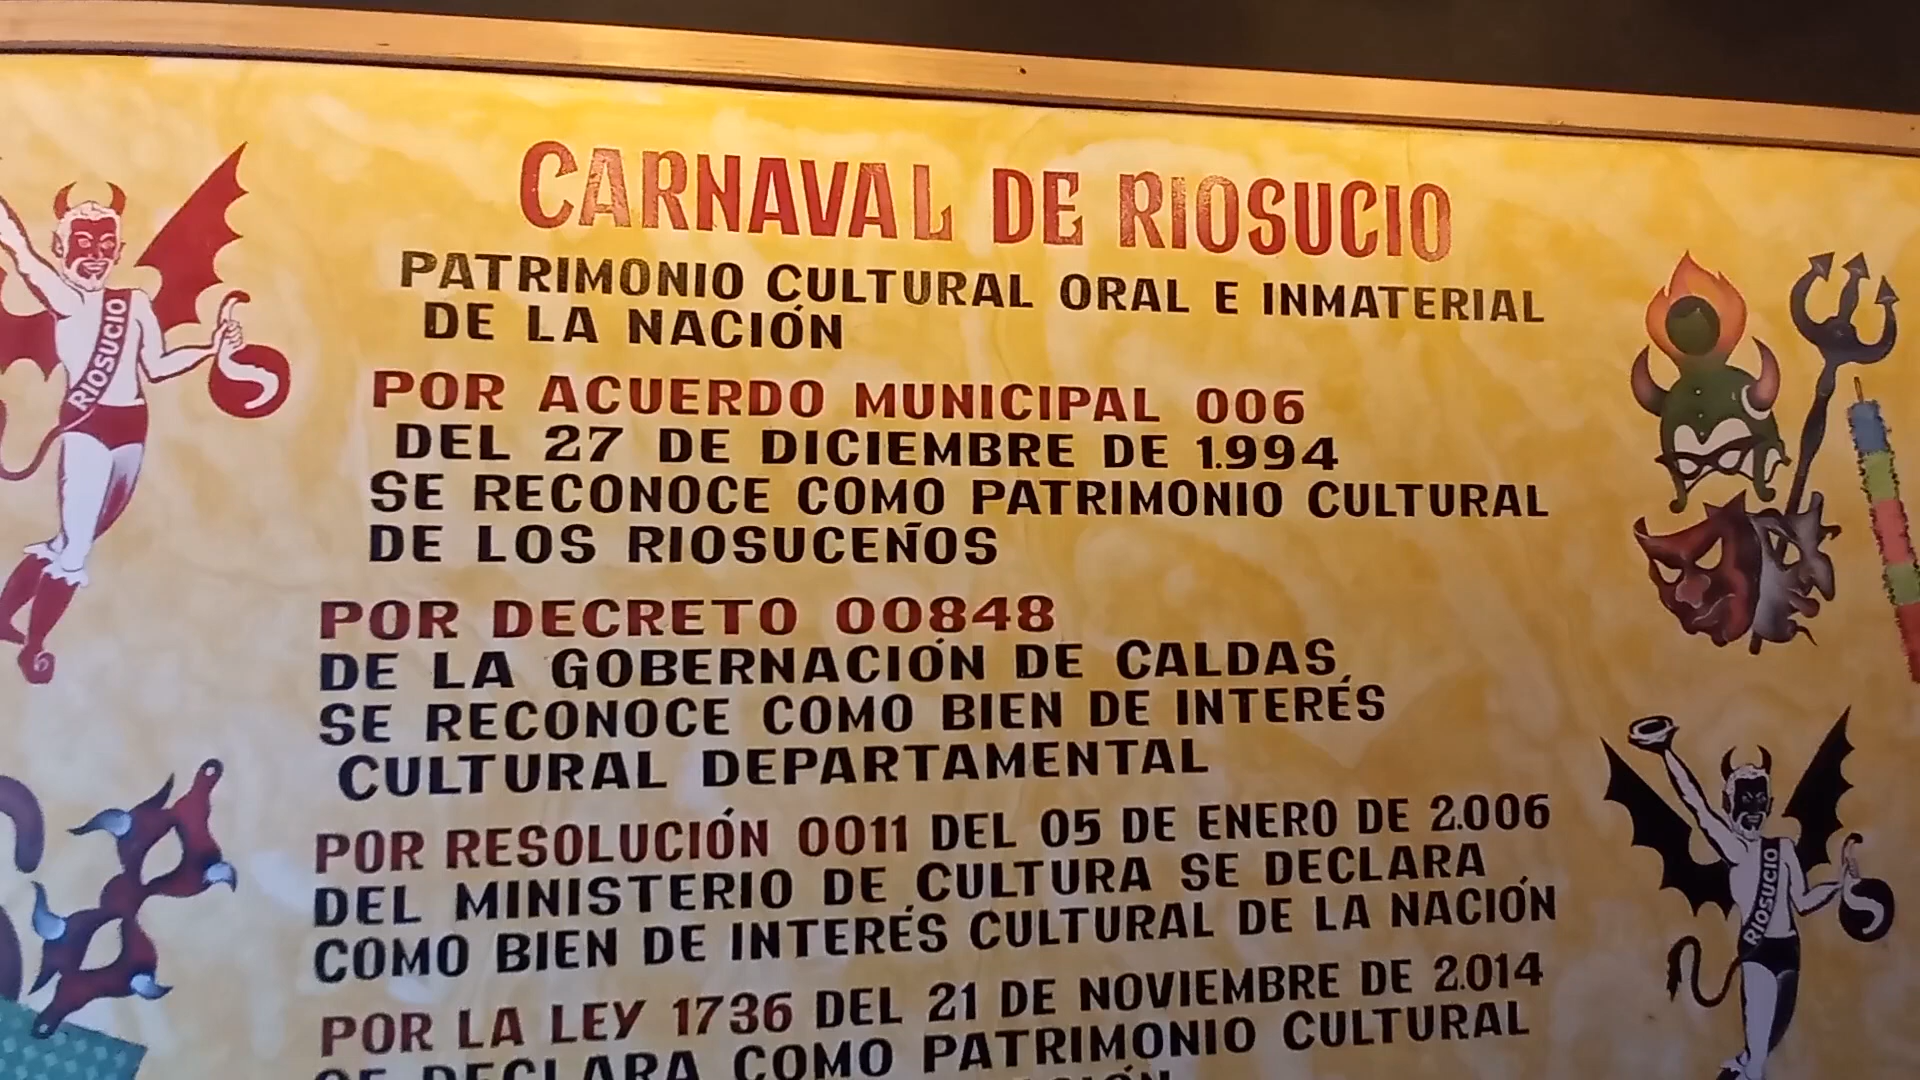 CARNAVAL DE RIOSUCIO
PATRIMONIO CULTURAL ORAL E INMATERIAL
DE LA NACIÓN
POR ACUERDO MUNICIPAL 006
DEL 27 DE DICIEMBRE DE 1.994
SE RECONOCE COMO PATRIMONIO CULTURAL
DE LOS RIOSUCEÑOS
POR DECRETO 00848
DE LA GOBERNACIÓN DE CALDAS
SE RECONOCE COMO BIEN DE INTERÉS
CULTURAL DEPARTAMENTAL
POR RESOLUCIÓN 0011 DEL 05 DE ENERO DE 2.006
DEL MINISTERIO DE CULTURA SE DECLARA
COMO BIEN DE INTERÉS CULTURAL DE LA NACIÓN
POR LA LEY 1736 DEL 21 DE NOVIEMBRE DE 2.014
SE DECLARA COMO PATRIMONIO CULTURAL
RIOSUCIO
RIOSUCIO